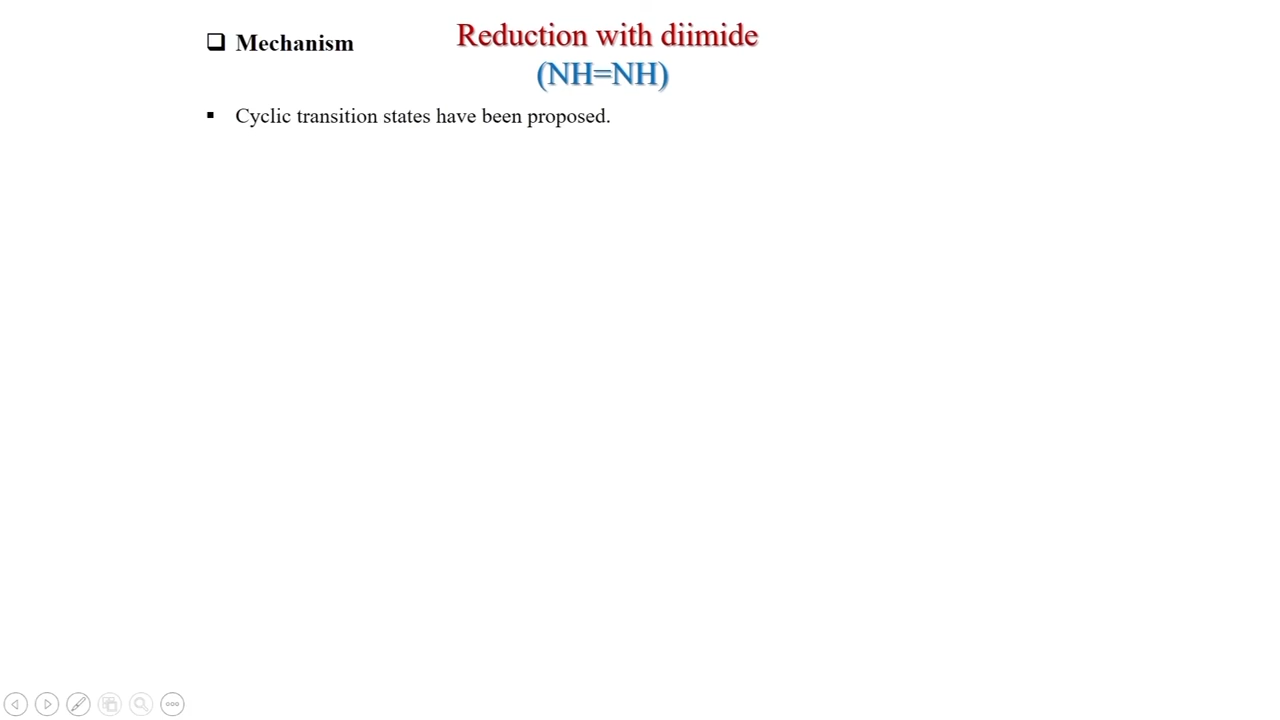 Mechanism
Reduction with diimide
(NH=NH)
Cyclic transition states have been proposed.